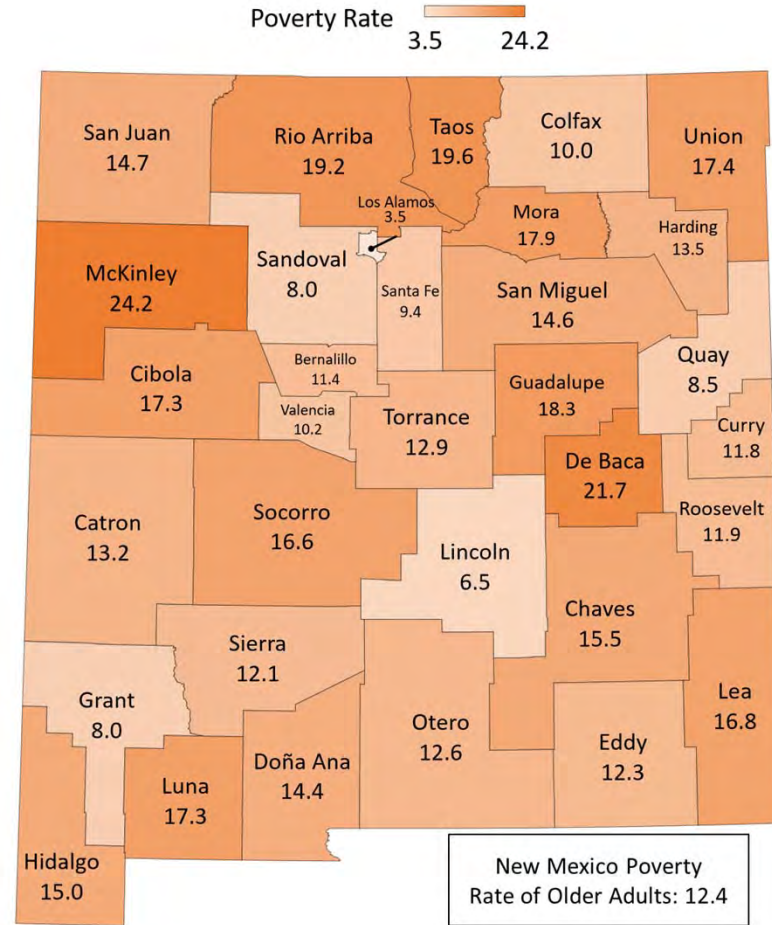 Poverty Rate
3.5 24.2
San Juan
14.7
Rio Arriba
19.2
Taos
19.6
Colfax
10.0
Union
17.4
Los Alamos
3.5
Mora
17.9
Harding
13.5
McKinley
24.2
Sandoval
8.0
Santa Fe
9.4
San Miguel
14.6
Quay
8.5
Cibola
17.3
Bernalillo
11.4
Valencia
10.2
Torrance
12.9
Guadalupe
18.3
Curry
11.8
De Baca
21.7
Roosevelt
11.9
Catron
13.2
Socorro
16.6
Lincoln
6.5
Chaves
15.5
Sierra
12.1
Grant
8.0
Otero
12.6
Lea
16.8
Eddy
12.3
Doña Ana
14.4
Luna
17.3
Hidalgo
15.0
New Mexico Poverty
Rate of Older Adults: 12.4